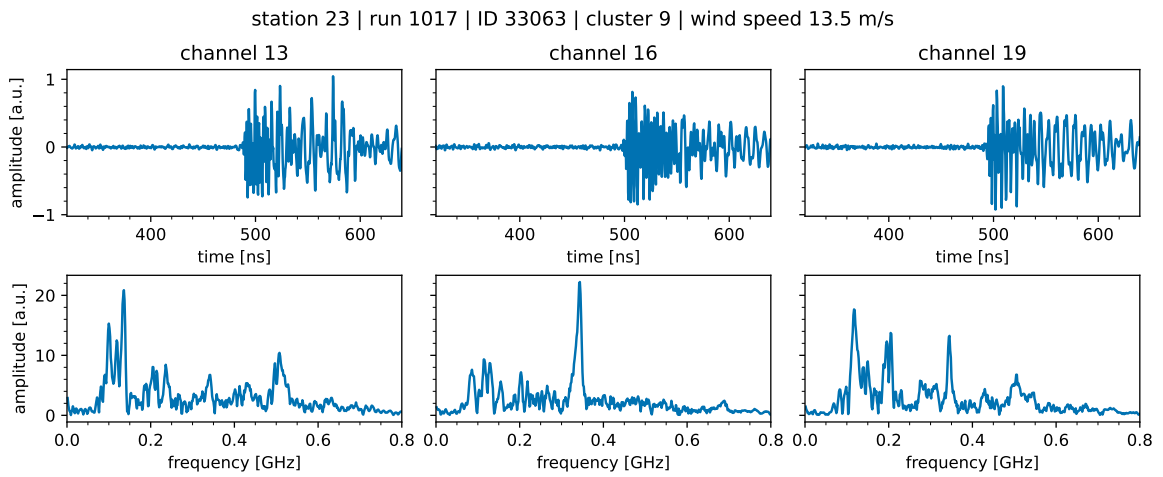 station 23 | run 1017 | ID 33063 | cluster 9 | wind speed 13.5 m/s
channel 13 channel 16 channel 19
amplitude [a.u.]
1
0
−1
400 500 600 400 500 600 400 500 600
time [ns] time [ns] time [ns]
amplitude [a.u.]
20
10
0
0.0 0.2 0.4 0.6 0.8 0.0 0.2 0.4 0.6 0.8 0.0 0.2 0.4 0.6 0.8
frequency [GHz] frequency [GHz] frequency [GHz]